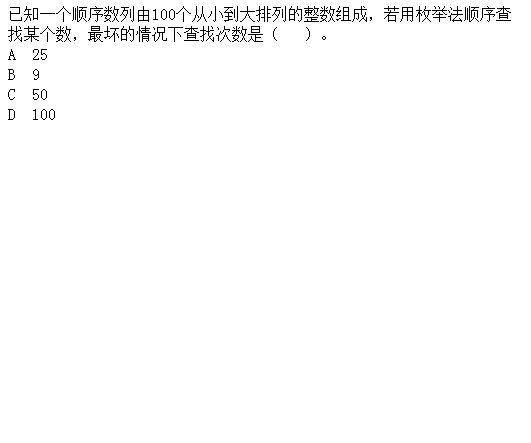 已知一个顺序数列由100个从小到大排列的整数组成，若用枚举法顺序查
找某个数，最坏的情况下查找次数是（   ）。
A  25
B  9
C  50
D  100